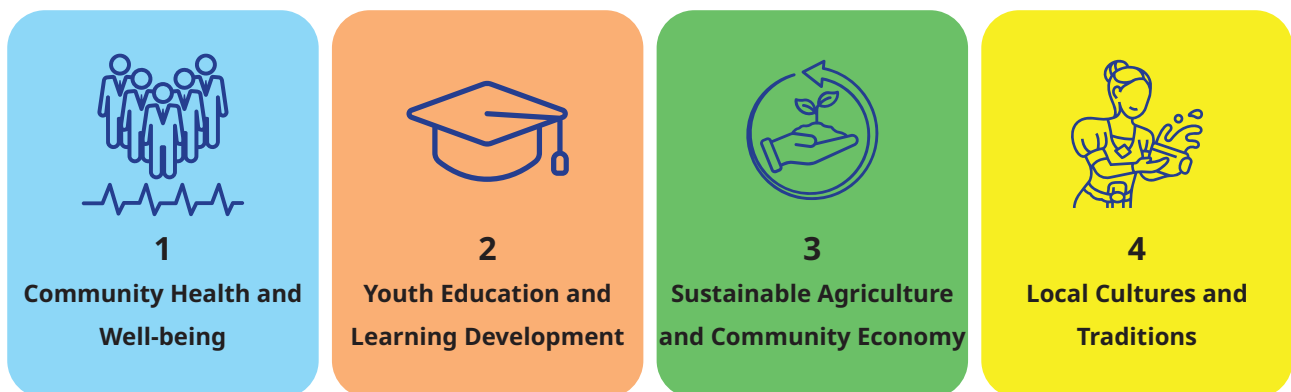 1
Community Health and
Well-being
2
Youth Education and
Learning Development
3
Sustainable Agriculture
and Community Economy
4
Local Cultures and
Traditions